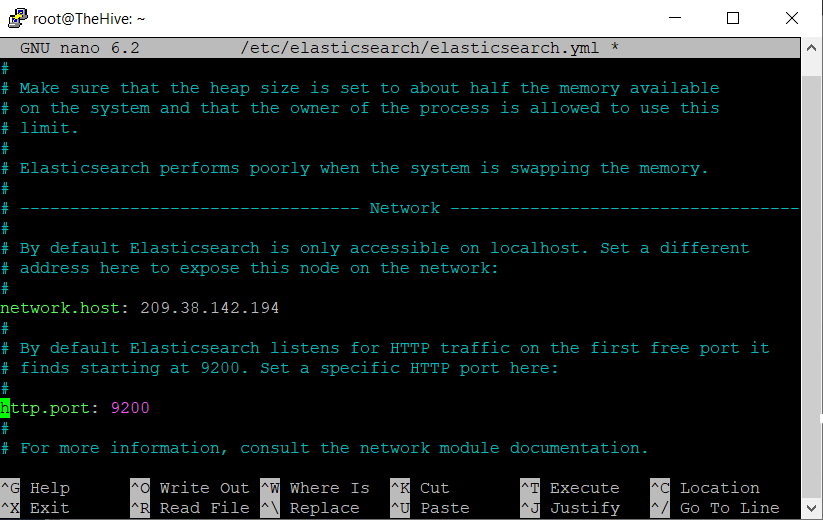 root@TheHive: ~
GNU nano 6.2 /etc/elasticsearch/elasticsearch.yml *
#
# Make sure that the heap size is set to about half the memory available
# on the system and that the owner of the process is allowed to use this
# limit.
#
# Elasticsearch performs poorly when the system is swapping the memory.
#
# ---------------------------------- Network -----------------------------------
#
# By default Elasticsearch is only accessible on localhost. Set a different
# address here to expose this node on the network:
#
network.host: 209.38.142.194
#
# By default Elasticsearch listens for HTTP traffic on the first free port it
# finds starting at 9200. Set a specific HTTP port here:
#
http.port: 9200
#
# For more information, consult the network module documentation.
^G Help ^O Write Out ^W Where Is ^K Cut ^T Execute ^C Location
^X Exit ^R Read File ^\ Replace ^U Paste ^J Justify ^/ Go To Line